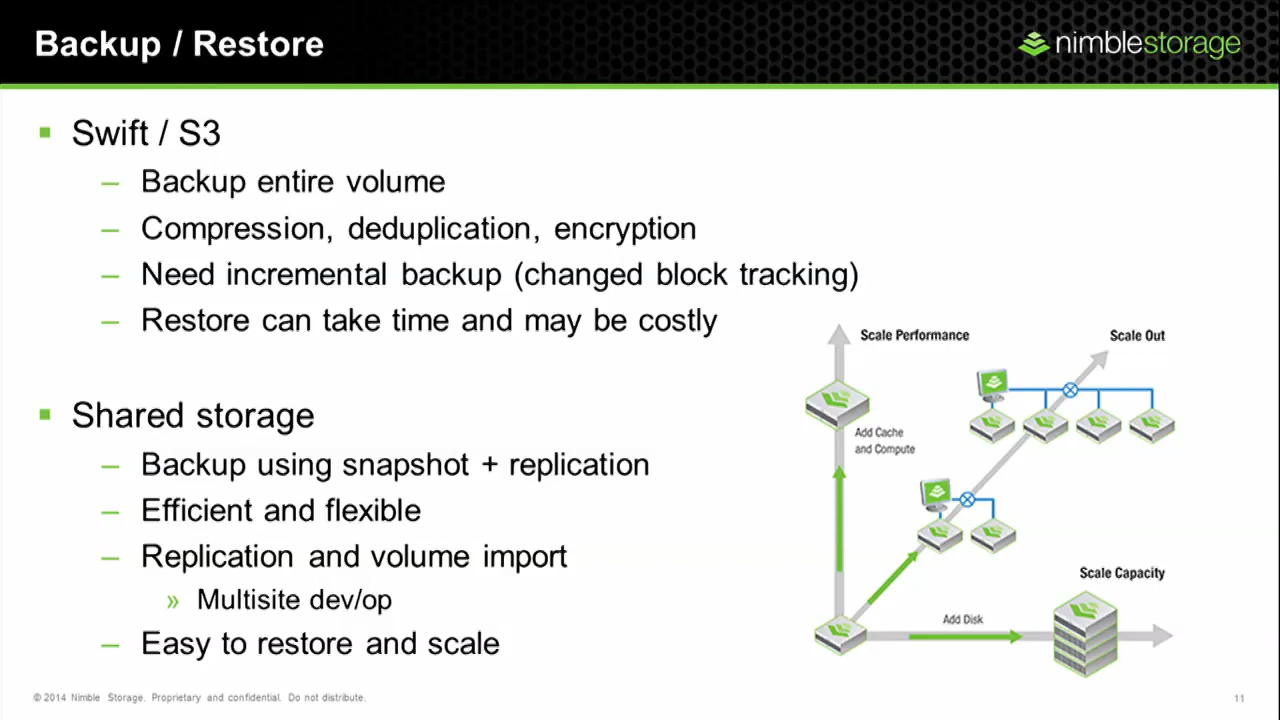 Backup / Restore
nimblestorage
Swift / S3
– Backup entire volume
– Compression, deduplication, encryption
– Need incremental backup (changed block tracking)
– Restore can take time and may be costly
Shared storage
– Backup using snapshot + replication
– Efficient and flexible
– Replication and volume import
» Multisite dev/op
– Easy to restore and scale
Scale Performance
Scale Out
Add Cache
and Compute
Scale Capacity
Add Disk
© 2014 Nimble Storage. Proprietary and confidential. Do not distribute.
11